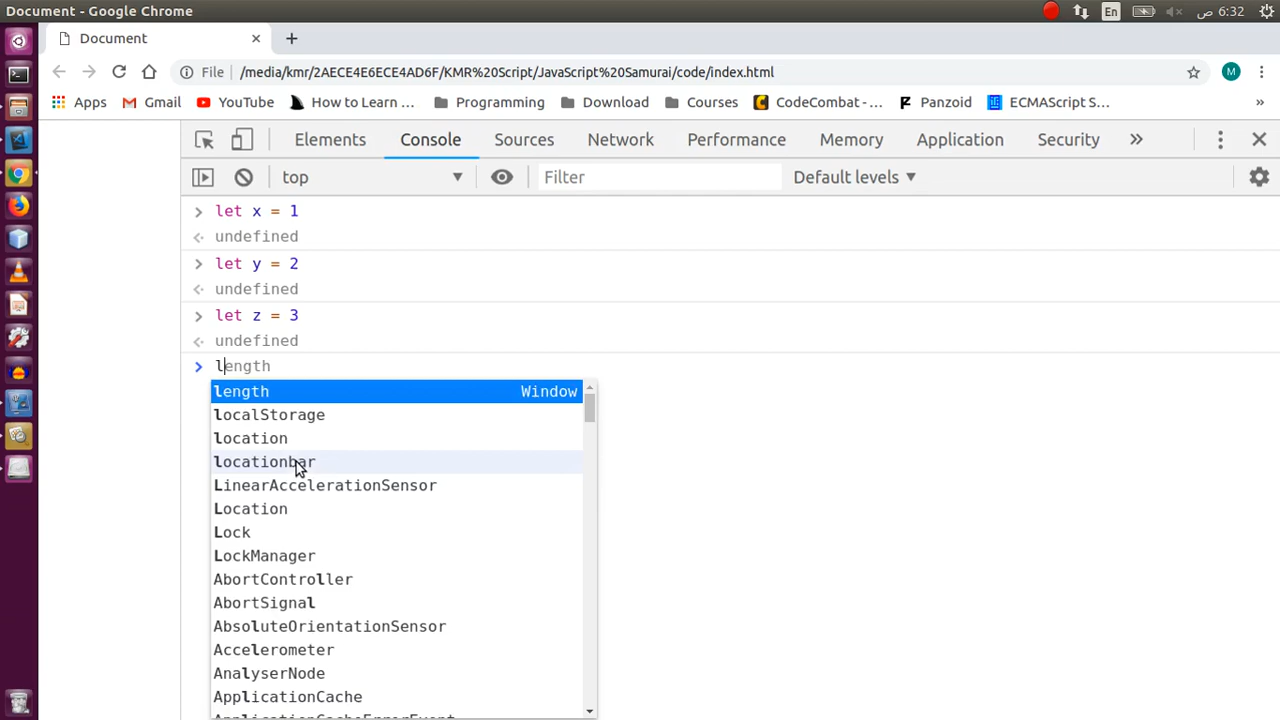 Document - Google Chrome
En
ص 6:32
Document
File
/media/kmr/2AECE4E6ECE4AD6F/KMR%20Script/JavaScript%20Samurai/code/index.html
M
Apps
Gmail
YouTube
How to Learn ...
Programming
Download
Courses
CodeCombat - ...
Panzoid
ECMAScript S...
»
Elements
Console
Sources
Network
Performance
Memory
Application
Security
»
top
Filter
Default levels
let x = 1
undefined
let y = 2
undefined
let z = 3
undefined
length
length Window
localStorage
location
locationbar
LinearAccelerationSensor
Location
Lock
LockManager
AbortController
AbortSignal
AbsoluteOrientationSensor
Accelerometer
AnalyserNode
ApplicationCache
ApplicationCacheErrorEvent